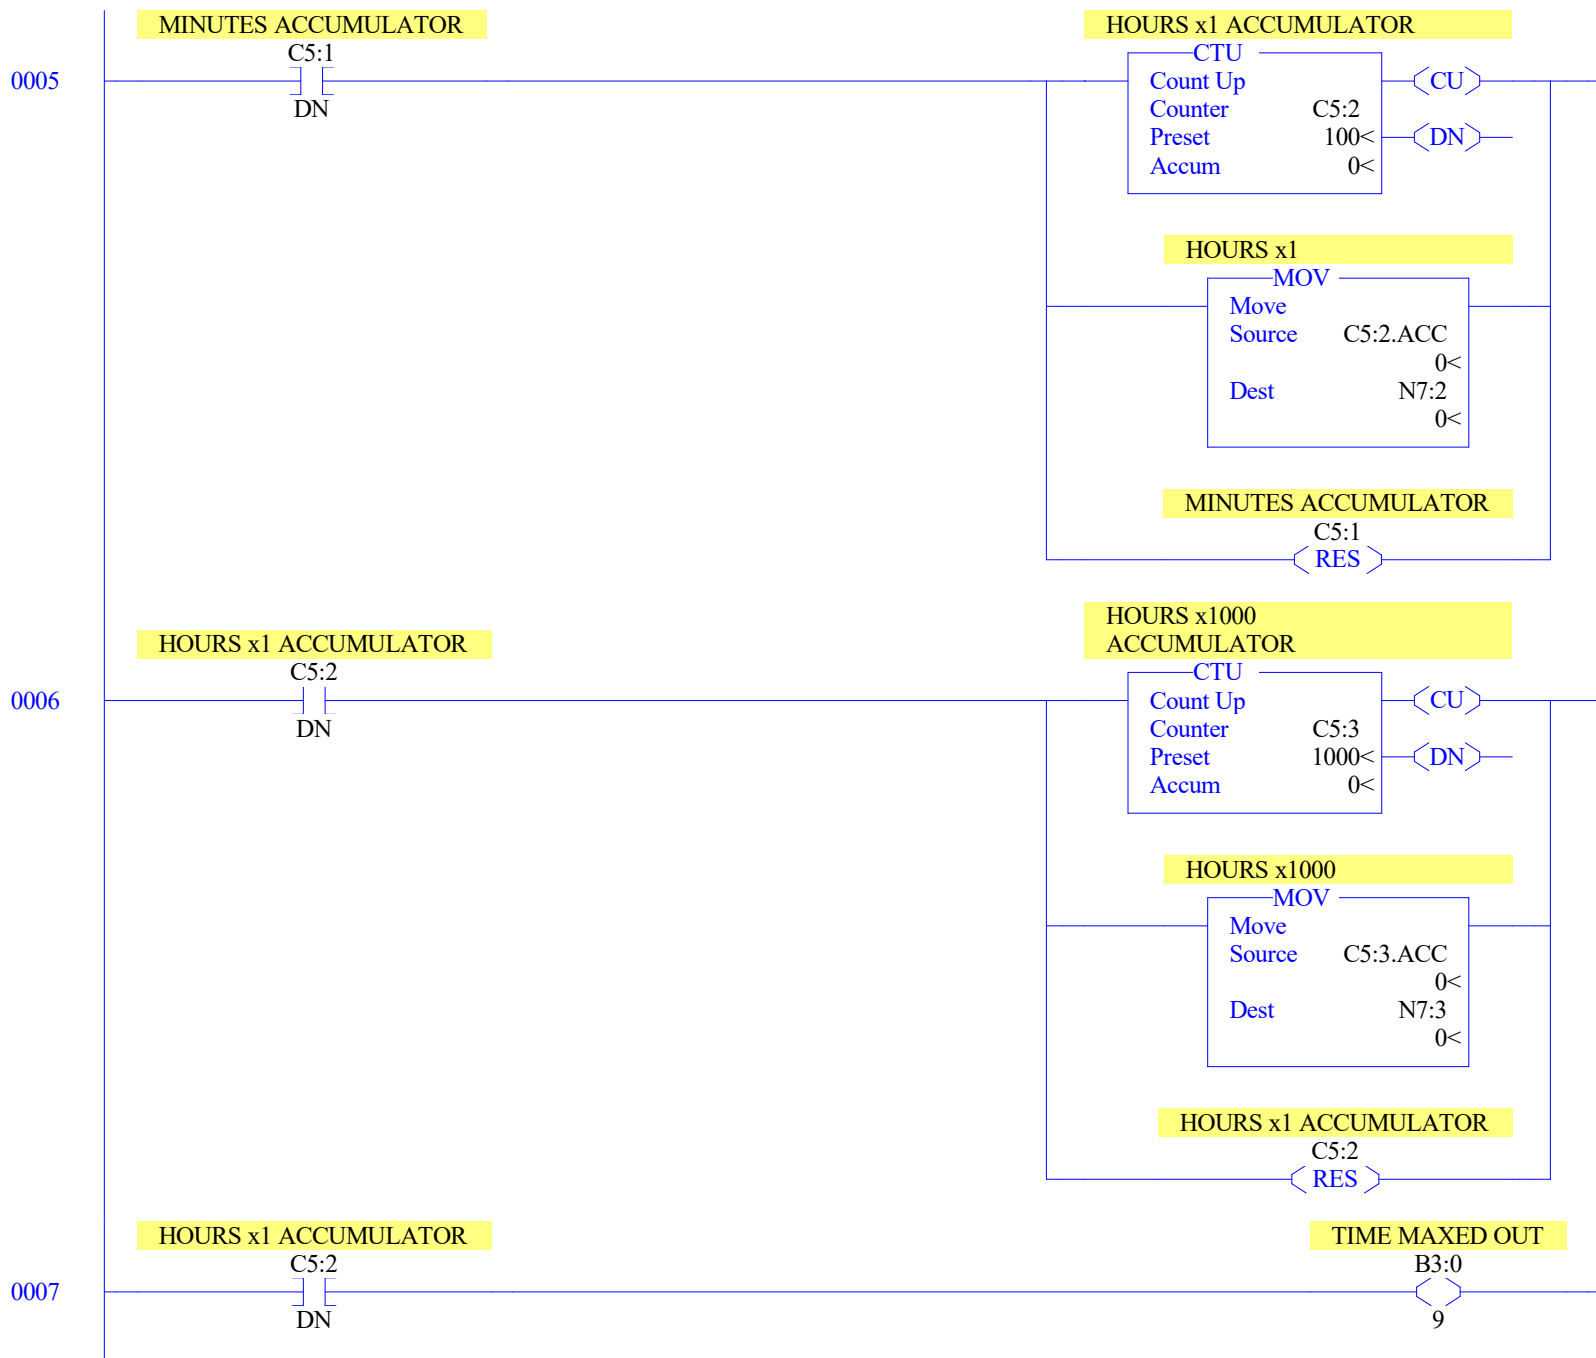 MINUTES ACCUMULATOR
C5:1
DN
0005
HOURS x1 ACCUMULATOR
CTU
Count Up
Counter C5:2
Preset 100<
Accum 0<
CU
DN
HOURS x1
MOV
Move
Source C5:2.ACC
0<
Dest N7:2
0<
MINUTES ACCUMULATOR
C5:1
RES
HOURS x1 ACCUMULATOR
C5:2
DN
0006
HOURS x1000
ACCUMULATOR
CTU
Count Up
Counter C5:3
Preset 1000<
Accum 0<
CU
DN
HOURS x1000
MOV
Move
Source C5:3.ACC
0<
Dest N7:3
0<
HOURS x1 ACCUMULATOR
C5:2
RES
HOURS x1 ACCUMULATOR
C5:2
DN
0007
TIME MAXED OUT
B3:0
9